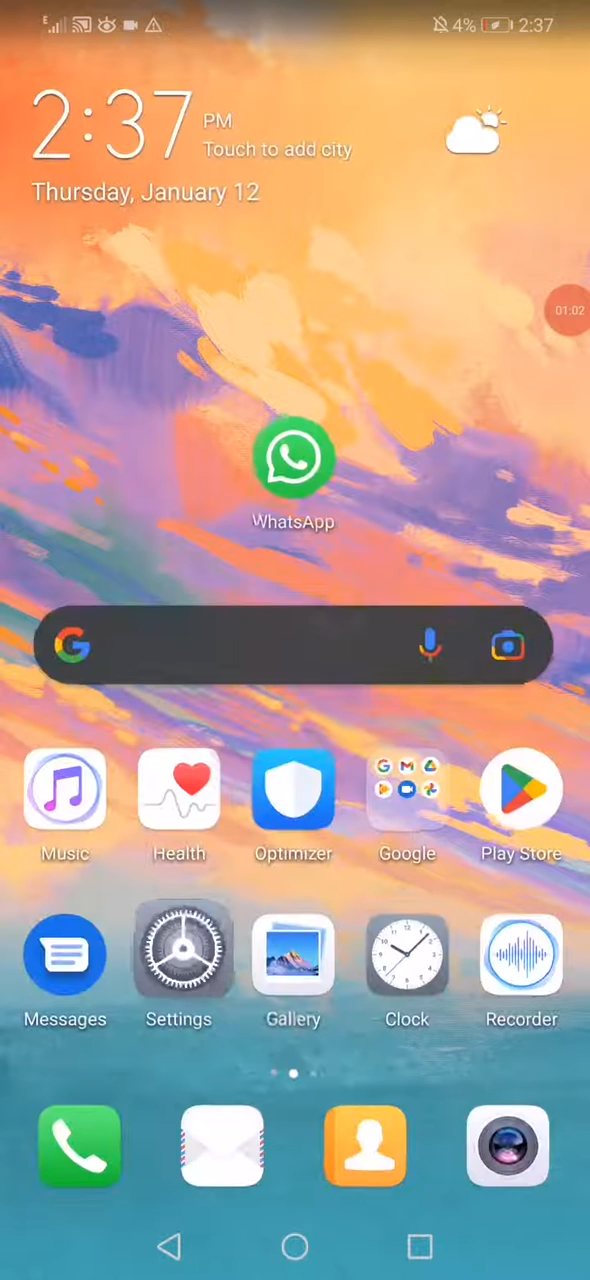 E 4% 2:37
2:37 PM
Touch to add city
Thursday, January 12
01:02
WhatsApp
Music Health Optimizer Google Play Store
Messages Settings Gallery Clock Recorder